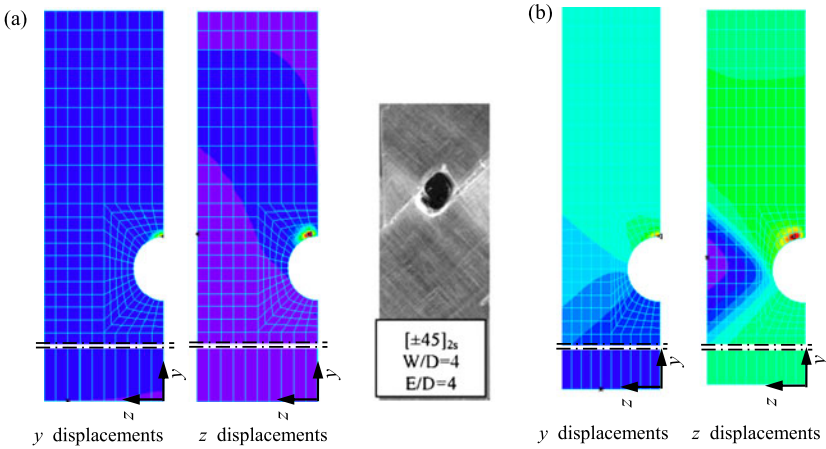 (a)
(b)
[±45]2s
W/D=4
E/D=4
y
z
y
z
y
z
y
z
y displacements
z displacements
y displacements
z displacements